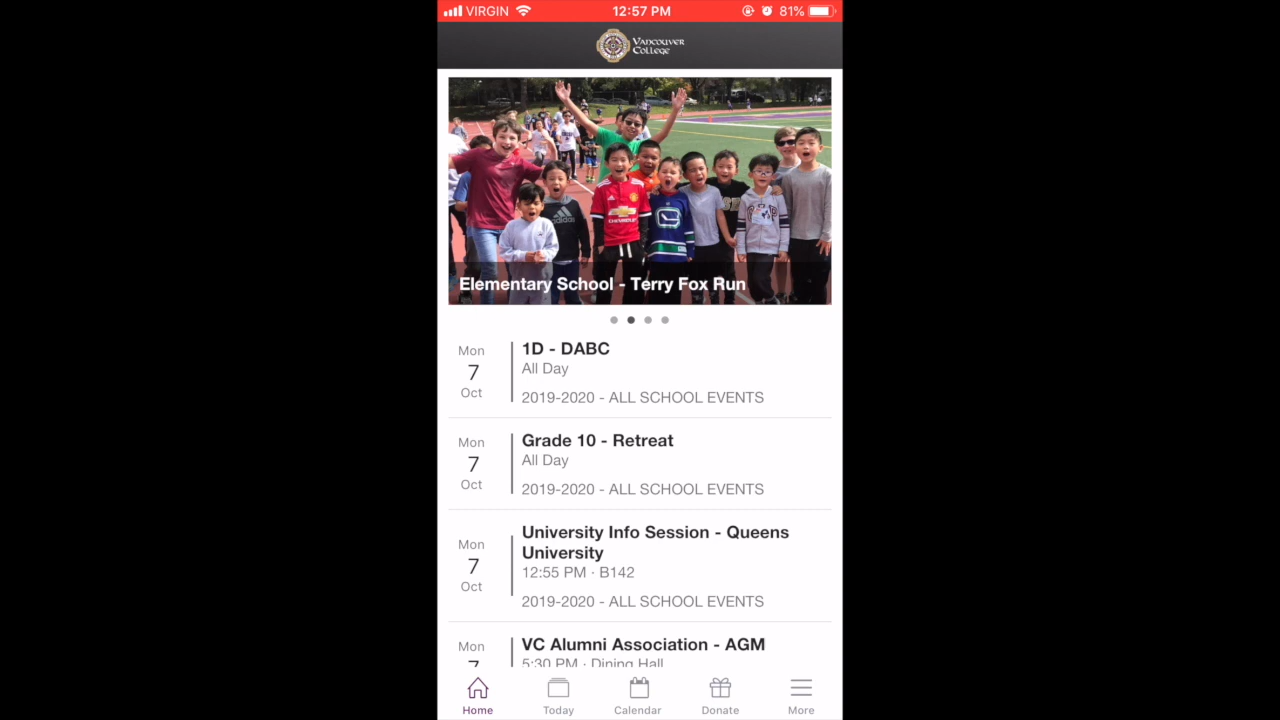 VIRGIN 12:57 PM 81%
VANCOUVER
COLLEGE
adidas
CHEVROLET
Elementary School - Terry Fox Run
Mon
7
Oct
1D - DABC
All Day
2019-2020 - ALL SCHOOL EVENTS
Mon
7
Oct
Grade 10 - Retreat
All Day
2019-2020 - ALL SCHOOL EVENTS
Mon
7
Oct
University Info Session - Queens
University
12:55 PM · B142
2019-2020 - ALL SCHOOL EVENTS
Mon
7
VC Alumni Association - AGM
5:30 PM · Dining Hall
Home Today Calendar Donate More